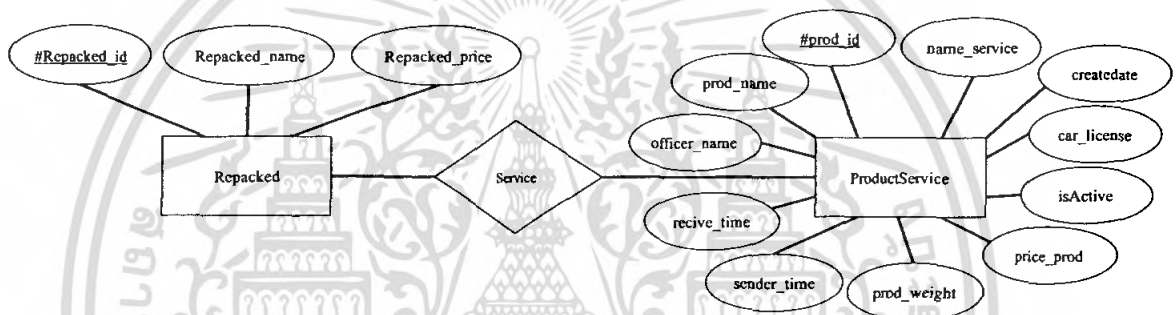 #Repacked_id
Repacked_name
Repacked_price
Repacked
Service
#prod_id
name_service
prod_name
createdate
officer_name
car_license
ProductService
recive_time
isActive
sender_time
prod_weight
price_prod